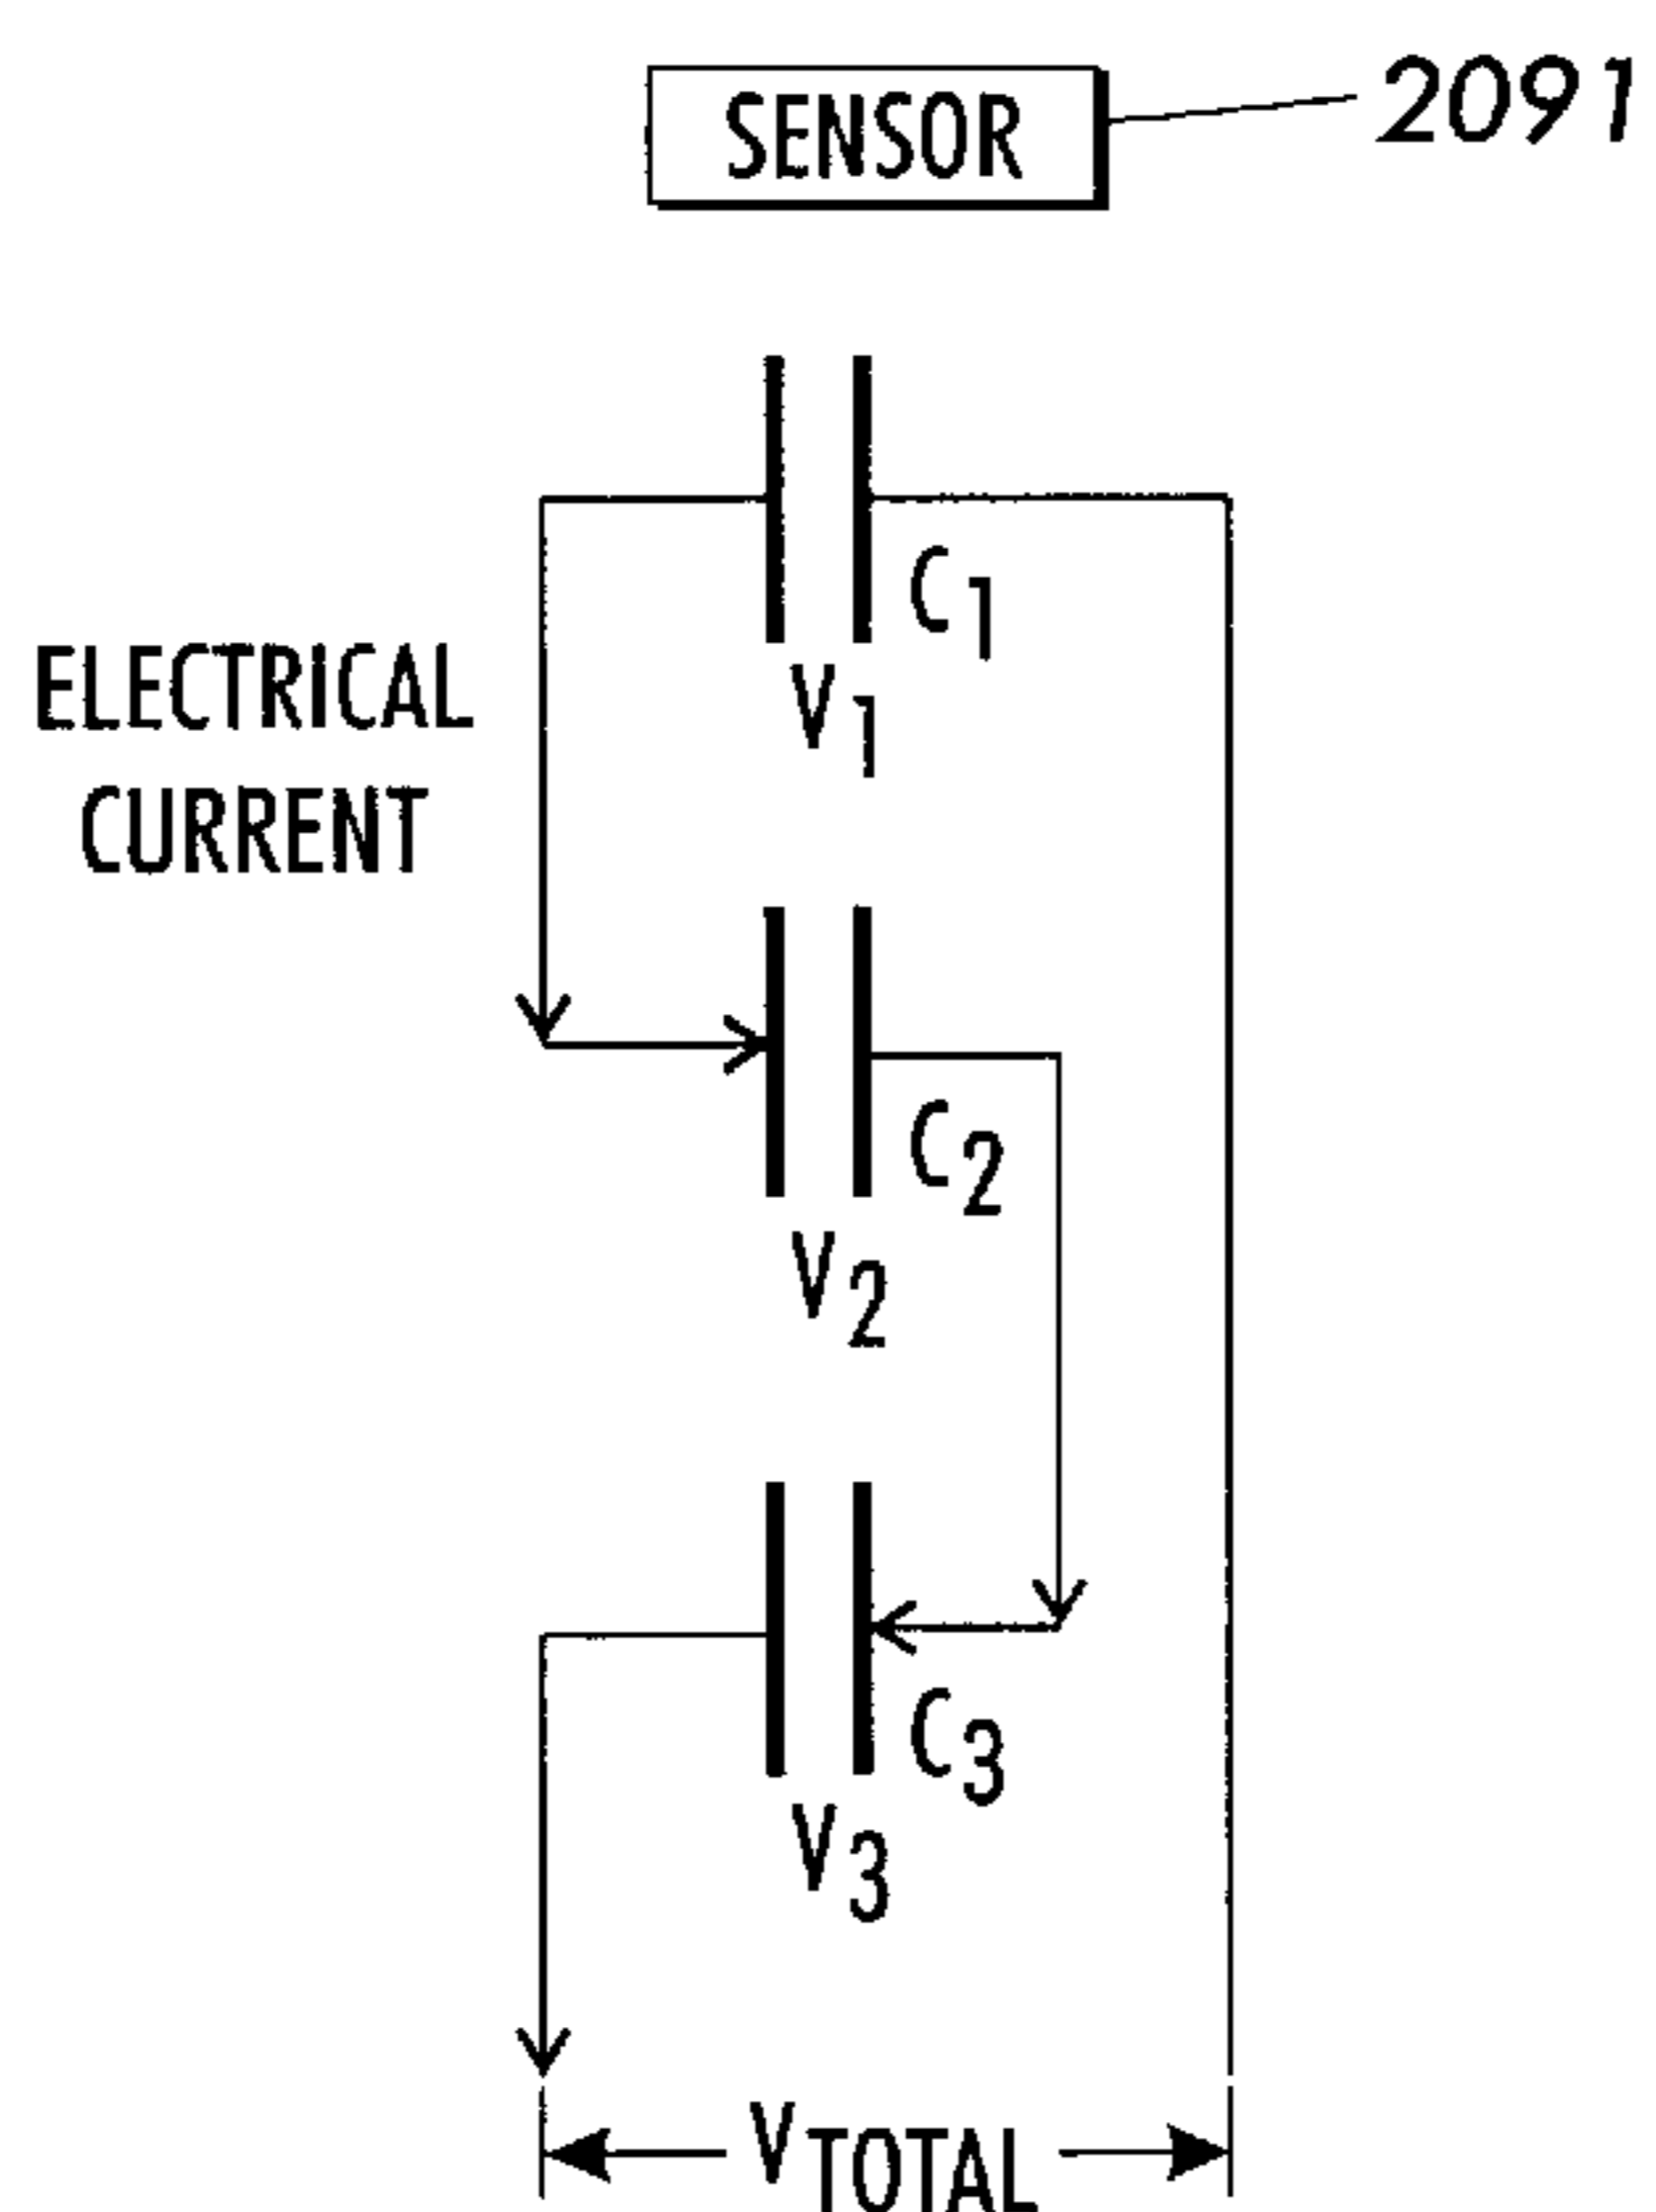 SENSOR
2091
C1
V1
ELECTRICAL
CURRENT
C2
V2
C3
V3
VTOTAL